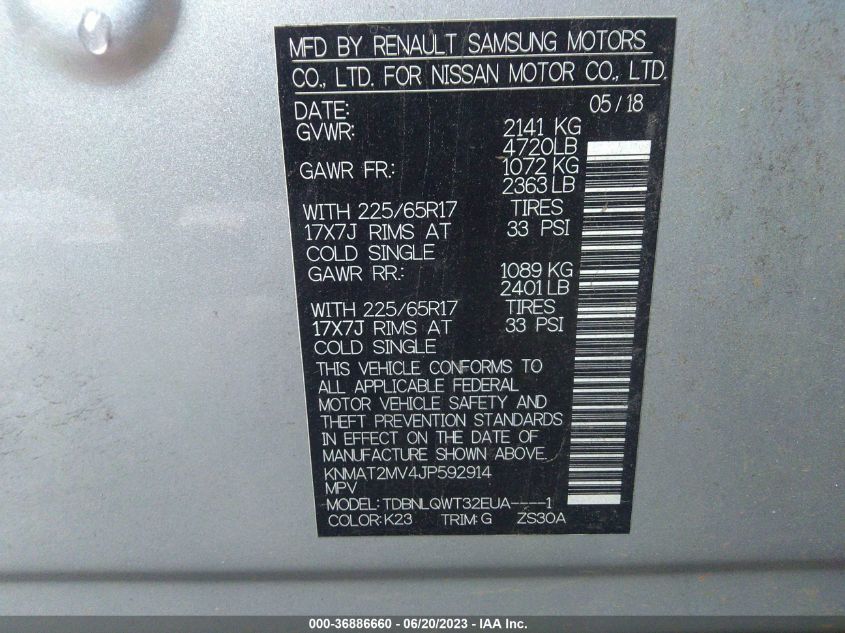 MFD BY RENAULT SAMSUNG MOTORS
CO., LTD. FOR NISSAN MOTOR CO., LTD.
DATE: 05/18
GVWR: 2141 KG
4720LB
GAWR FR: 1072 KG
2363 LB
WITH 225/65R17 TIRES
17X7J RIMS AT 33 PSI
COLD SINGLE
GAWR RR: 1089 KG
2401 LB
WITH 225/65R17 TIRES
17X7J RIMS AT 33 PSI
COLD SINGLE
THIS VEHICLE CONFORMS TO
ALL APPLICABLE FEDERAL
MOTOR VEHICLE SAFETY AND
THEFT PREVENTION STANDARDS
IN EFFECT ON THE DATE OF
MANUFACTURE SHOWN ABOVE.
KNMAT2MV4JP592914
MPV
MODEL: TDBNLQWT32EUA----1
COLOR: K23 TRIM: G ZS30A
000-36886660 - 06/20/2023 - IAA Inc.